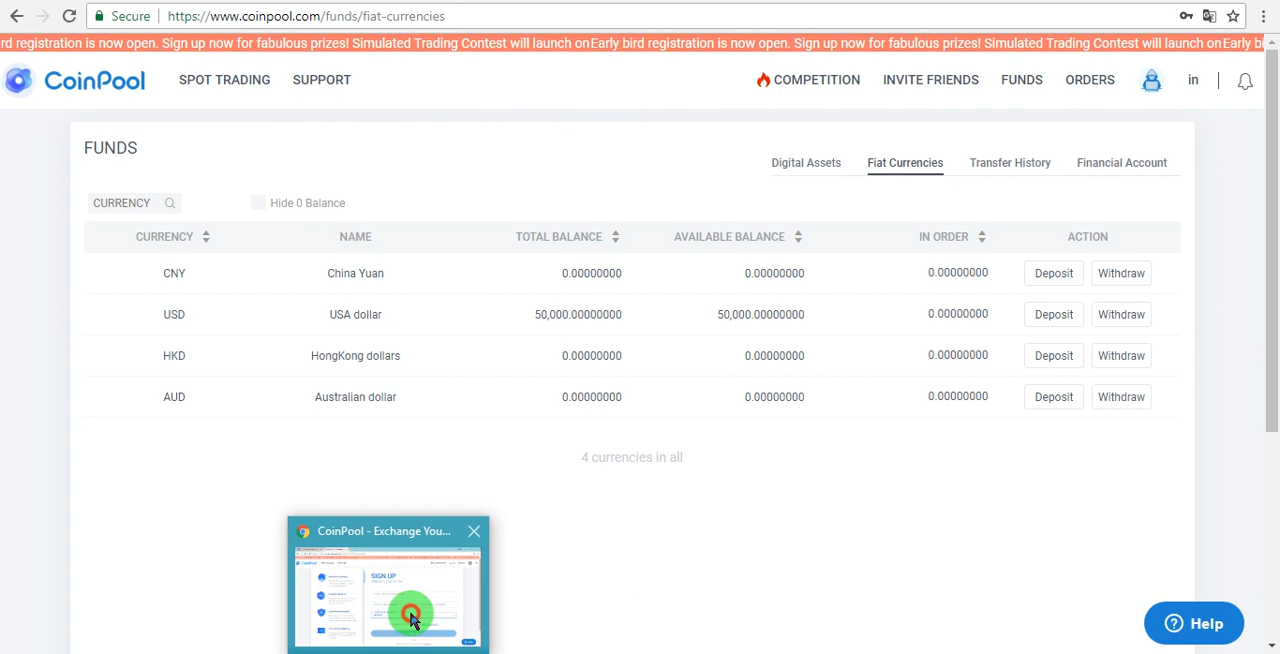 Secure https://www.coinpool.com/funds/fiat-currencies
rd registration is now open. Sign up now for fabulous prizes! Simulated Trading Contest will launch onEarly bird registration is now open. Sign up now for fabulous prizes! Simulated Trading Contest will launch onEarly bi
CoinPool SPOT TRADING SUPPORT COMPETITION INVITE FRIENDS FUNDS ORDERS in |
FUNDS
Digital Assets Fiat Currencies Transfer History Financial Account
CURRENCY Hide 0 Balance
CURRENCY NAME TOTAL BALANCE AVAILABLE BALANCE IN ORDER ACTION
CNY China Yuan 0.00000000 0.00000000 0.00000000 Deposit Withdraw
USD USA dollar 50,000.00000000 50,000.00000000 0.00000000 Deposit Withdraw
HKD HongKong dollars 0.00000000 0.00000000 0.00000000 Deposit Withdraw
AUD Australian dollar 0.00000000 0.00000000 0.00000000 Deposit Withdraw
4 currencies in all
CoinPool - Exchange You...
SIGN UP
Help